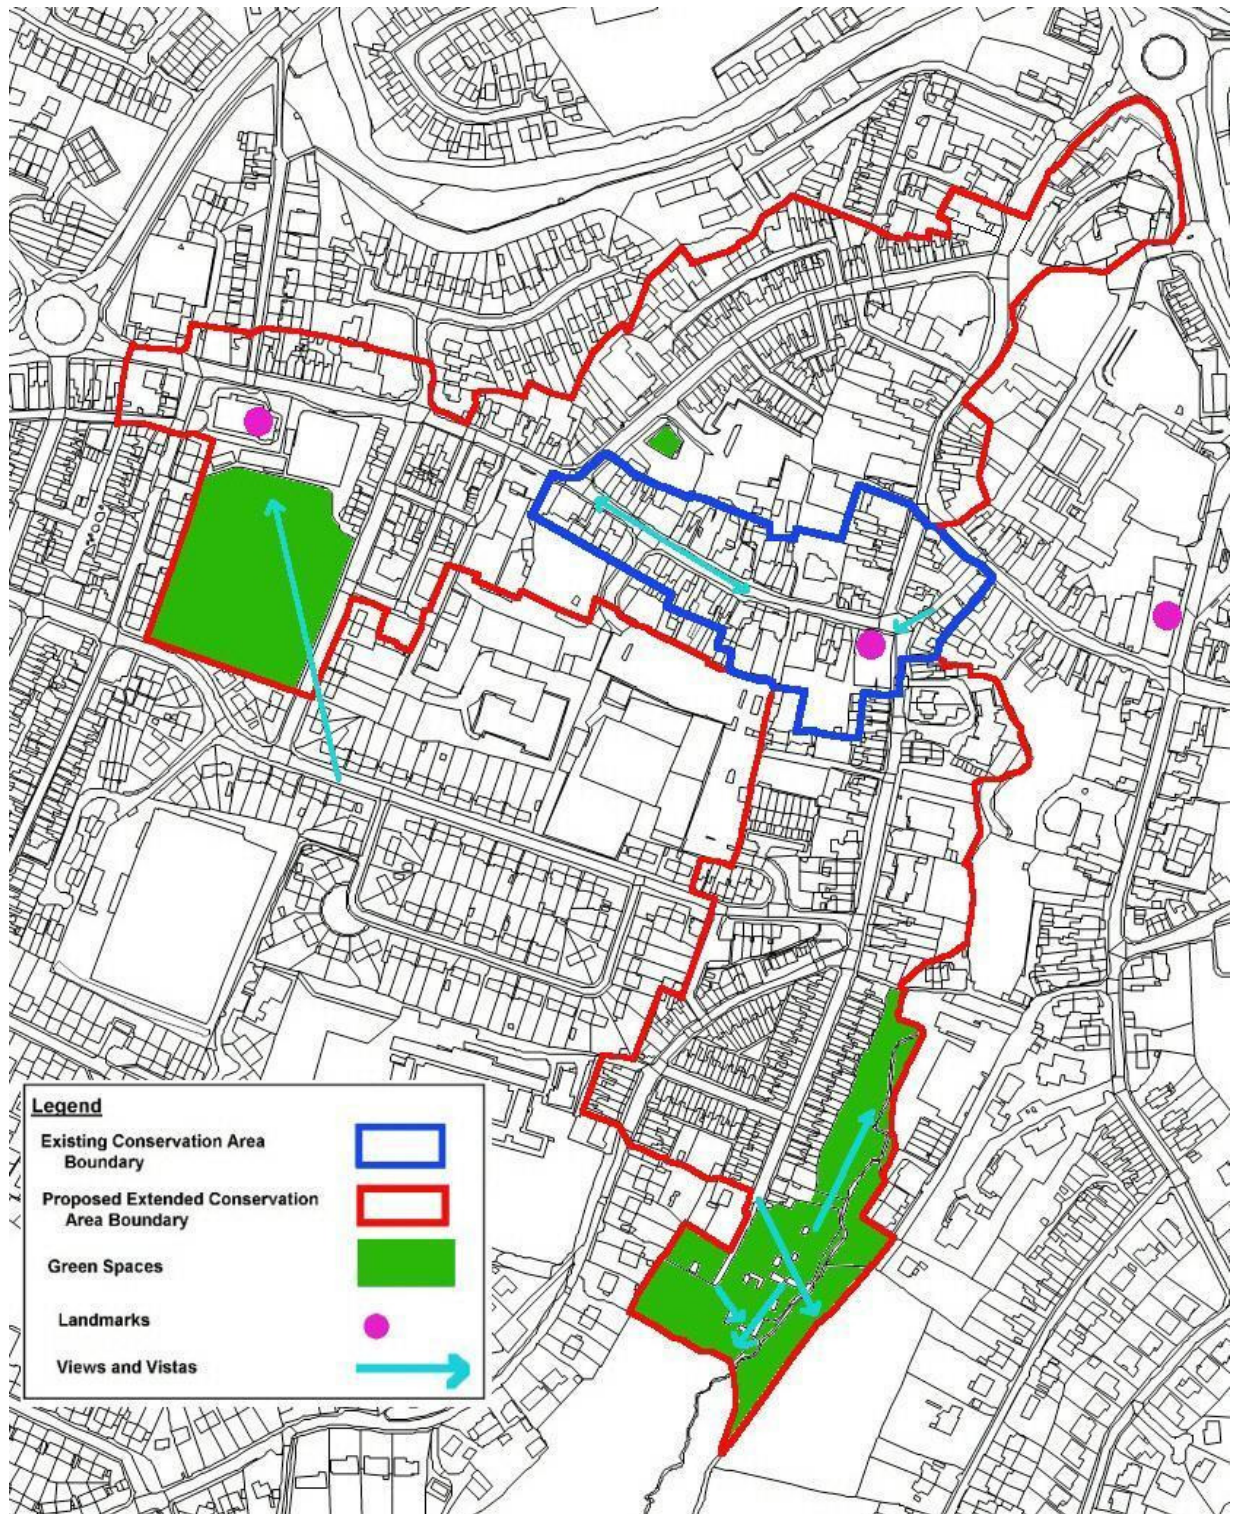 Legend
Existing Conservation Area
Boundary
Proposed Extended Conservation
Area Boundary
Green Spaces
Landmarks
Views and Vistas